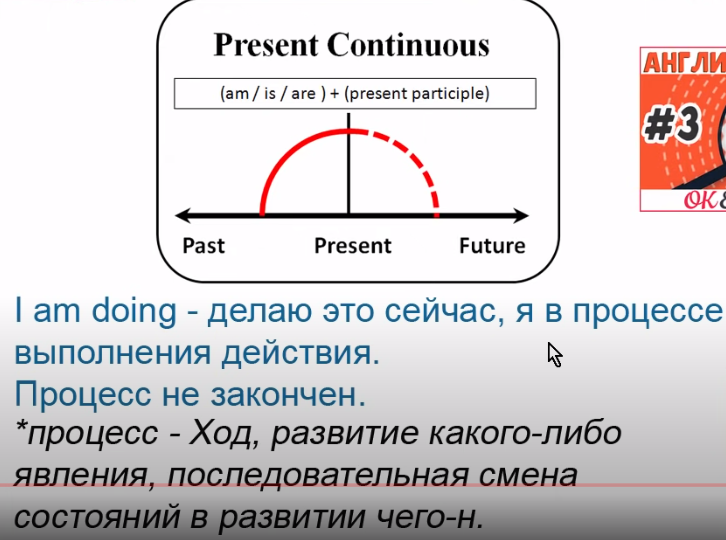 Present Continuous
(am / is / are ) + (present participle)
Past Present Future
АНГЛИ
#3
OK
I am doing - делаю это сейчас, я в процессе
выполнения действия.
Процесс не закончен.
*процесс - Ход, развитие какого-либо
явления, последовательная смена
состояний в развитии чего-н.